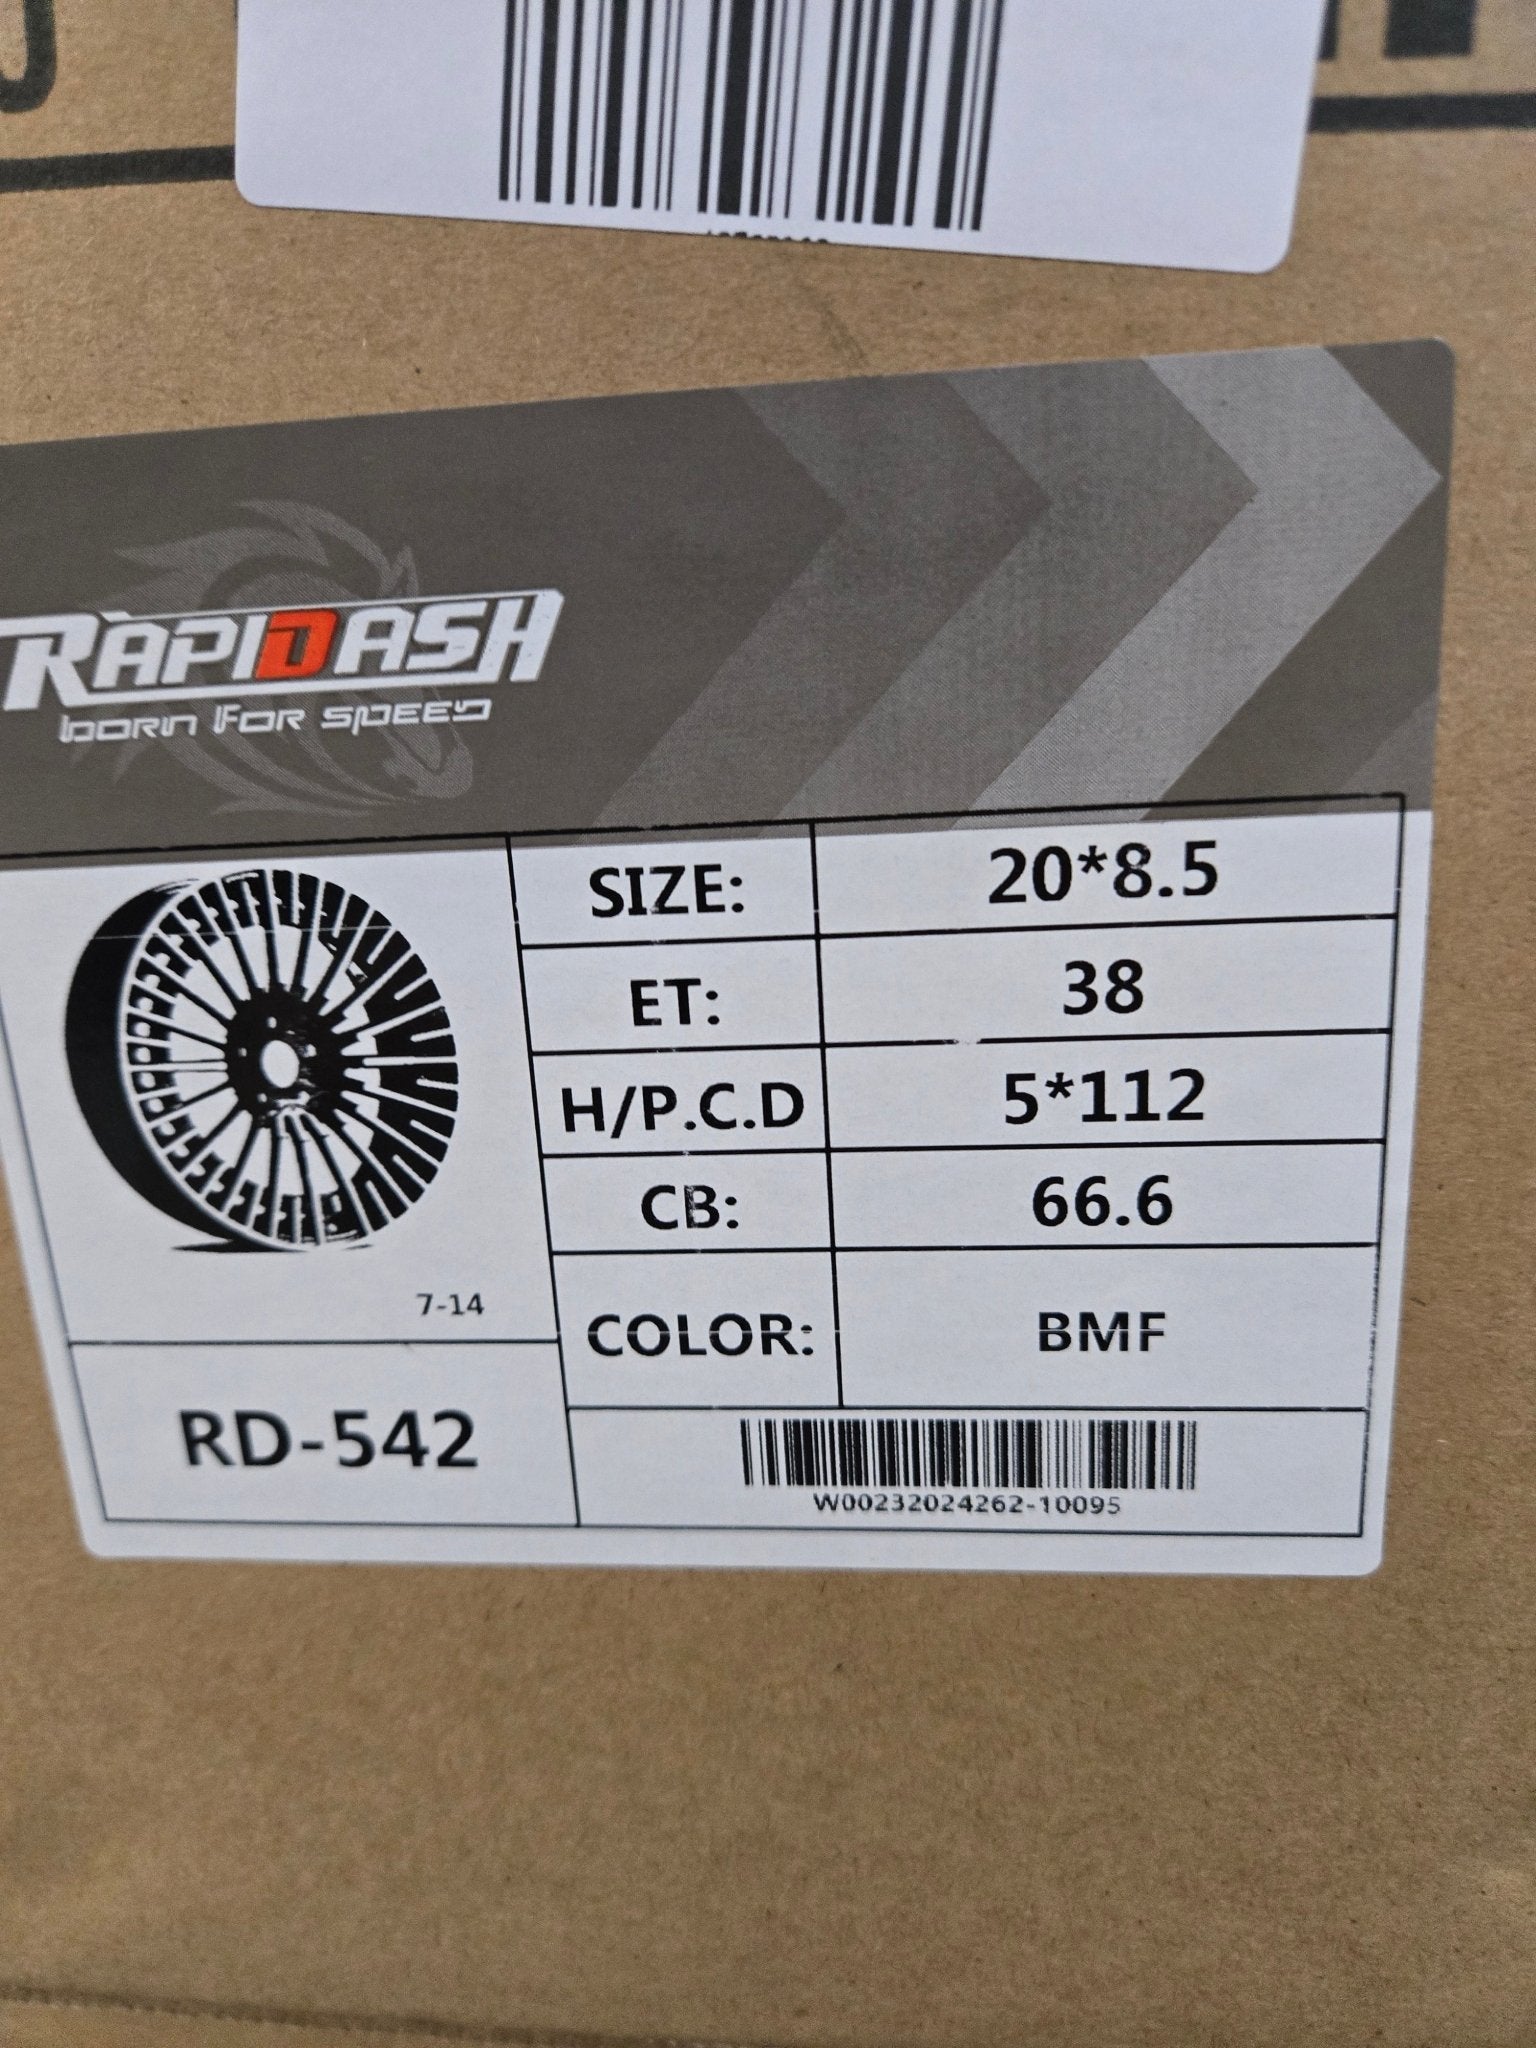 RAPIDASH
BORN FOR SPEED
SIZE: 20*8.5
ET: 38
H/P.C.D 5*112
CB: 66.6
7-14
COLOR: BMF
RD-542
W00232024262-10095